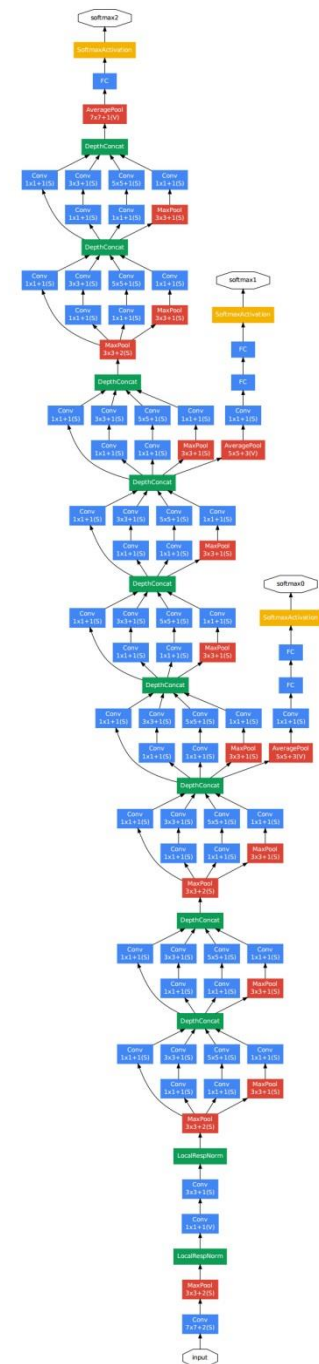 softmax2
SoftmaxActivation
FC
AveragePool
7x7+1(V)
DepthConcat
Conv Conv Conv Conv
1x1+1(S) 3x3+1(S) 5x5+1(S) 1x1+1(S)
Conv Conv MaxPool
1x1+1(S) 1x1+1(S) 3x3+1(S)
DepthConcat
Conv Conv Conv Conv
1x1+1(S) 3x3+1(S) 5x5+1(S) 1x1+1(S)
softmax1
Conv Conv MaxPool
1x1+1(S) 1x1+1(S) 3x3+1(S)
SoftmaxActivation
MaxPool
3x3+2(S)
FC
DepthConcat FC
Conv Conv Conv Conv Conv
1x1+1(S) 3x3+1(S) 5x5+1(S) 1x1+1(S) 1x1+1(S)
Conv Conv MaxPool AveragePool
1x1+1(S) 1x1+1(S) 3x3+1(S) 5x5+3(V)
DepthConcat
Conv Conv Conv Conv
1x1+1(S) 3x3+1(S) 5x5+1(S) 1x1+1(S)
Conv Conv MaxPool
1x1+1(S) 1x1+1(S) 3x3+1(S)
DepthConcat softmax0
Conv Conv Conv Conv
1x1+1(S) 3x3+1(S) 5x5+1(S) 1x1+1(S)
SoftmaxActivation
Conv Conv MaxPool
1x1+1(S) 1x1+1(S) 3x3+1(S)
FC
DepthConcat FC
Conv Conv Conv Conv Conv
1x1+1(S) 3x3+1(S) 5x5+1(S) 1x1+1(S) 1x1+1(S)
Conv Conv MaxPool AveragePool
1x1+1(S) 1x1+1(S) 3x3+1(S) 5x5+3(V)
DepthConcat
Conv Conv Conv Conv
1x1+1(S) 3x3+1(S) 5x5+1(S) 1x1+1(S)
Conv Conv MaxPool
1x1+1(S) 1x1+1(S) 3x3+1(S)
MaxPool
3x3+2(S)
DepthConcat
Conv Conv Conv Conv
1x1+1(S) 3x3+1(S) 5x5+1(S) 1x1+1(S)
Conv Conv MaxPool
1x1+1(S) 1x1+1(S) 3x3+1(S)
DepthConcat
Conv Conv Conv Conv
1x1+1(S) 3x3+1(S) 5x5+1(S) 1x1+1(S)
Conv Conv MaxPool
1x1+1(S) 1x1+1(S) 3x3+1(S)
MaxPool
3x3+2(S)
LocalRespNorm
Conv
3x3+1(S)
Conv
1x1+1(V)
LocalRespNorm
MaxPool
3x3+2(S)
Conv
7x7+2(S)
input